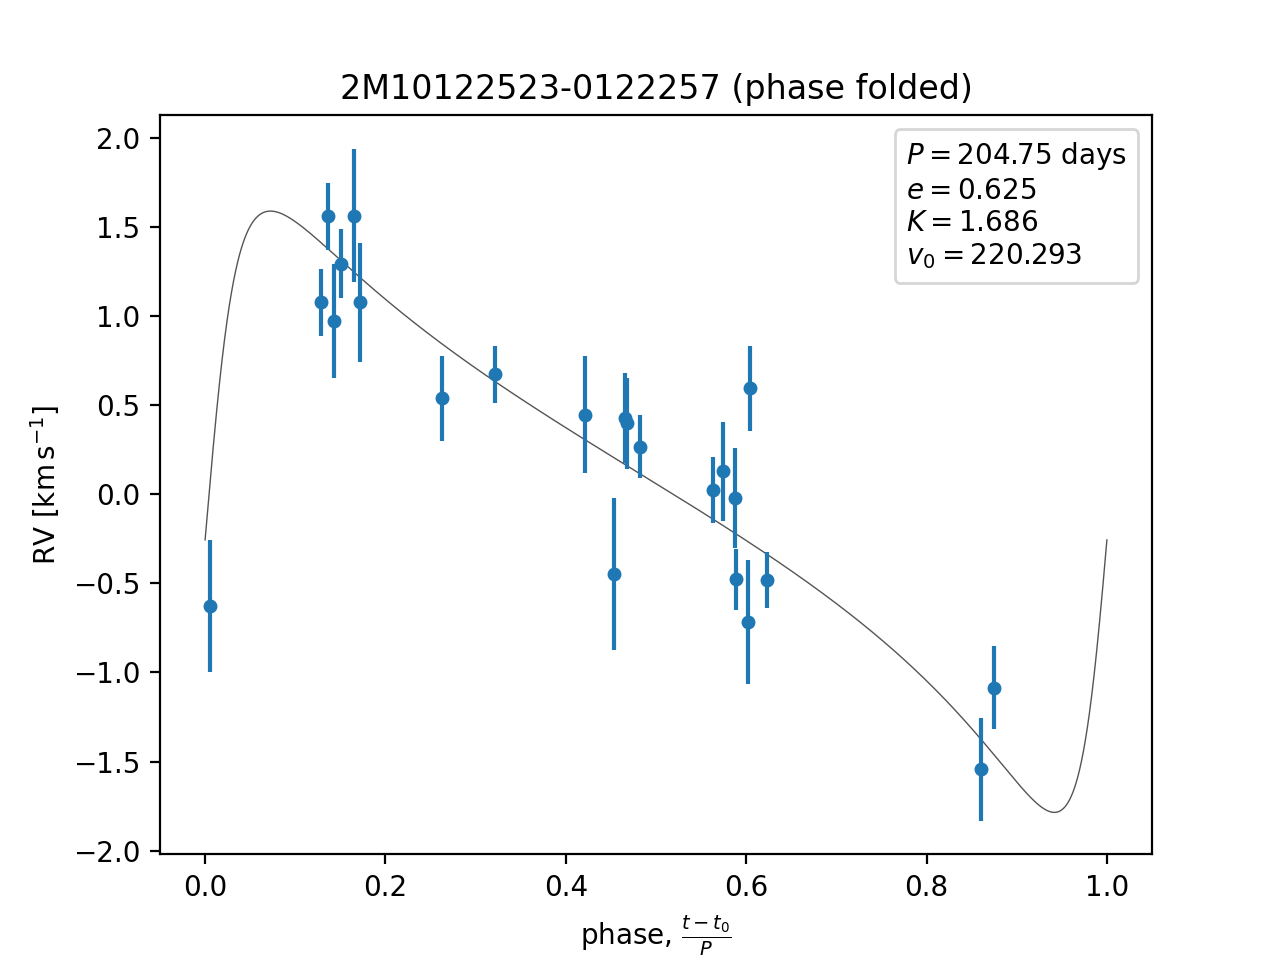 2M10122523-0122257 (phase folded)
P = 204.75 days
e = 0.625
K = 1.686
v₀ = 220.293
RV [km s⁻¹]
2.0
1.5
1.0
0.5
0.0
−0.5
−1.0
−1.5
−2.0
0.0 0.2 0.4 0.6 0.8 1.0
phase, (t − t₀)/P